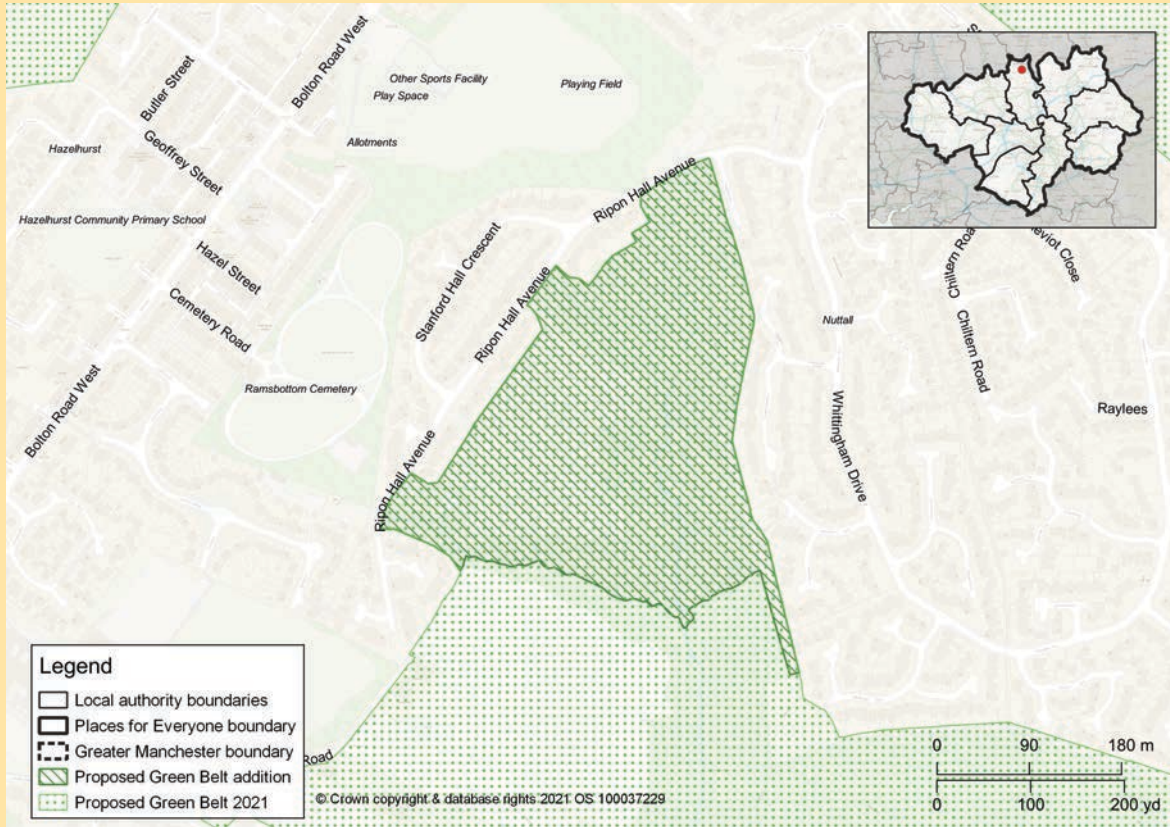 Bolton Road West
Butler Street
Other Sports Facility
Play Space
Playing Field
Hazelhurst
Geoffrey Street
Allotments
Hazelhurst Community Primary School
Ripon Hall Avenue
Hazel Street
Stanford Hall Crescent
Chiltern Road
eviot Close
Cemetery Road
Ripon Hall Avenue
Nuttall
Chiltern Road
Ramsbottom Cemetery
Bolton Road West
Whittingham Drive
Raylees
Ripon Hall Avenue
Road
Legend
Local authority boundaries
Places for Everyone boundary
Greater Manchester boundary
Proposed Green Belt addition
Proposed Green Belt 2021
© Crown copyright & database rights 2021 OS 100037229
0 90 180 m
0 100 200 yd